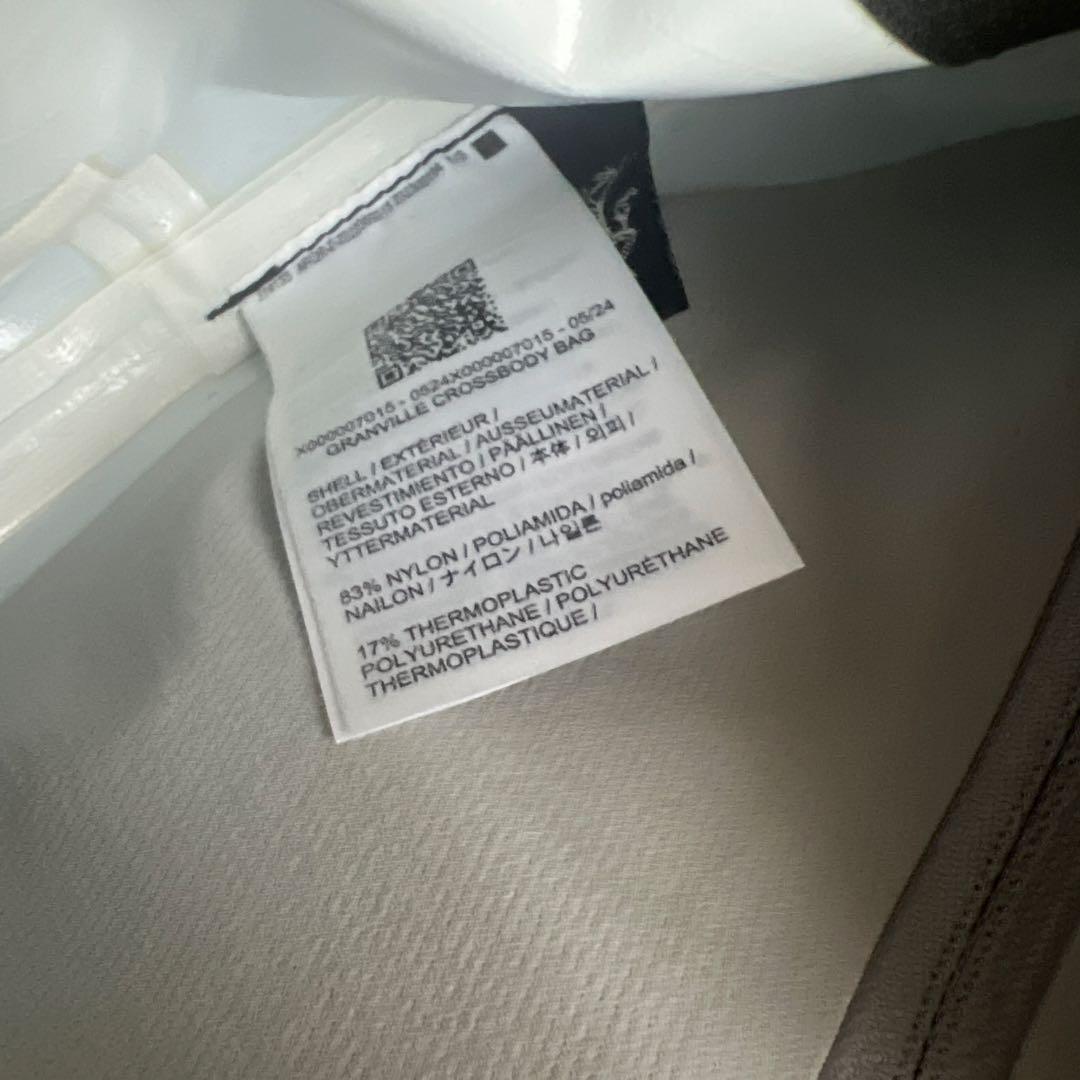 X000007015 - 0524X000007015 - 05/24
GRANVILLE CROSSBODY BAG
SHELL / EXTÉRIEUR /
OBERMATERIAL / AUSSEUMATERIAL /
REVESTIMIENTO / PÄÄLLINEN /
TESSUTO ESTERNO / 本体 / 외피 /
YTTERMATERIAL
83% NYLON / POLIAMIDA / poliamida /
NAILON / ナイロン / 나일론
17% THERMOPLASTIC
POLYURETHANE / POLYURÉTHANE
THERMOPLASTIQUE /